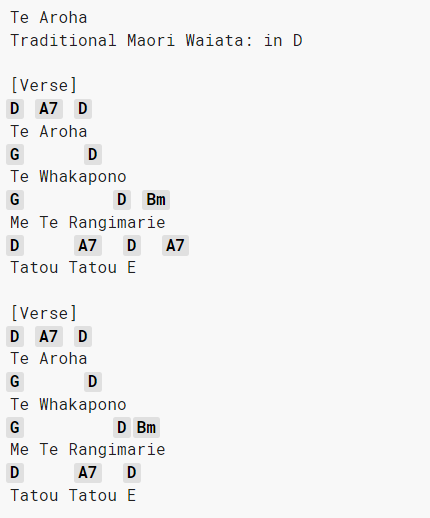 Te Aroha
Traditional Maori Waiata: in D
[Verse]
D A7 D
Te Aroha
G D
Te Whakapono
G D Bm
Me Te Rangimarie
D A7 D A7
Tatou Tatou E
[Verse]
D A7 D
Te Aroha
G D
Te Whakapono
G D Bm
Me Te Rangimarie
D A7 D
Tatou Tatou E